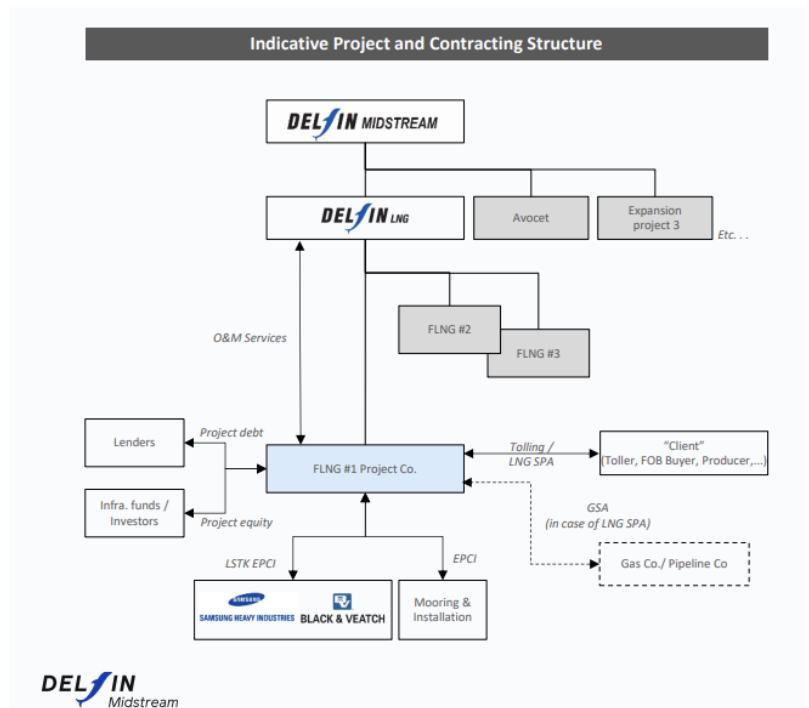 Indicative Project and Contracting Structure
DELFIN MIDSTREAM
DELFIN LNG
Avocet
Expansion
project 3
Etc. . .
FLNG #2
FLNG #3
O&M Services
Lenders
Project debt
Infra. funds /
Investors
Project equity
FLNG #1 Project Co.
Tolling /
LNG SPA
"Client"
(Toller, FOB Buyer, Producer,...)
GSA
(in case of LNG SPA)
Gas Co./ Pipeline Co
LSTK EPCI
EPCI
SAMSUNG
SAMSUNG HEAVY INDUSTRIES
BV
BLACK & VEATCH
Mooring &
Installation
DELFIN
Midstream